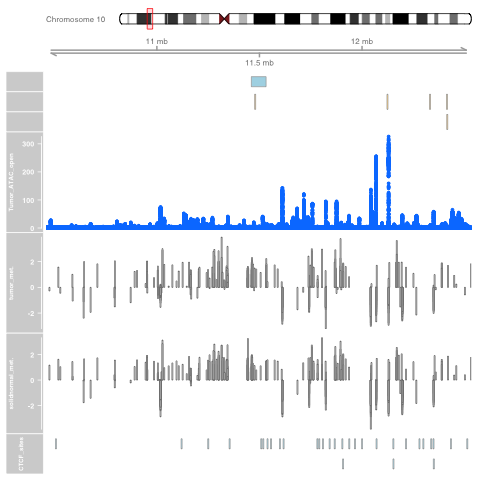 Chromosome 10
11 mb
12 mb
11.5 mb
Tumor_ATAC_open
300
200
100
0
tumor_met.
2
0
-2
solidnormal_met.
2
0
-2
CTCF_sites